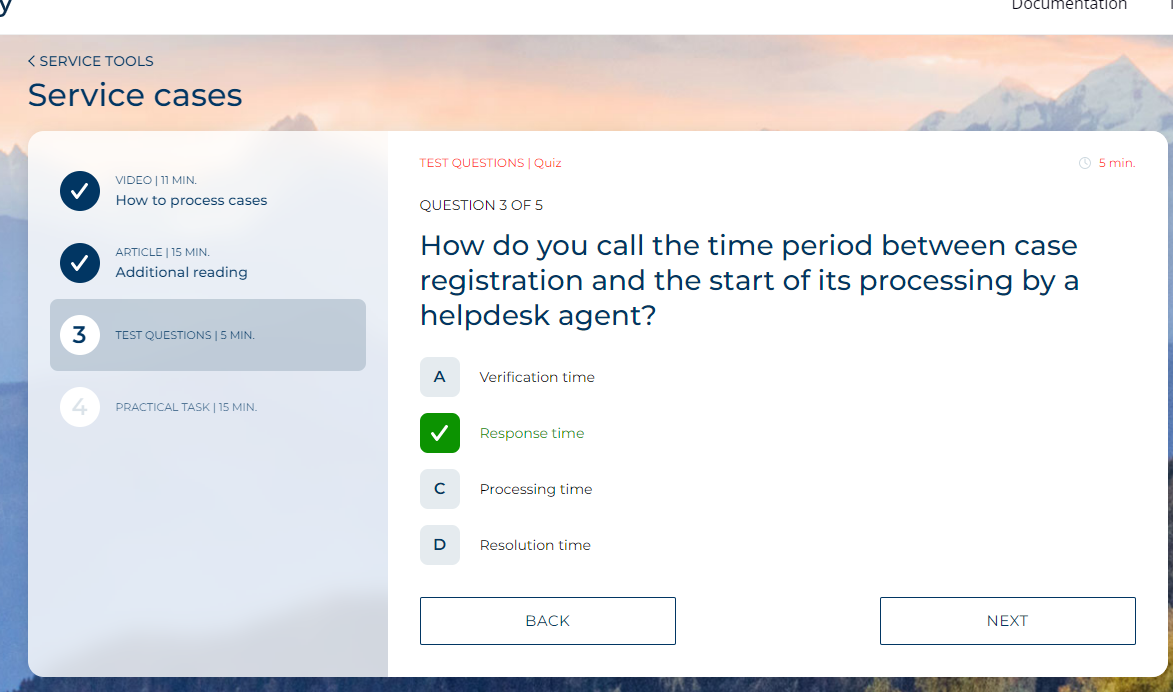 Documentation
< SERVICE TOOLS
Service cases
VIDEO | 11 MIN.
How to process cases
ARTICLE | 15 MIN.
Additional reading
3
TEST QUESTIONS | 5 MIN.
4
PRACTICAL TASK | 15 MIN.
TEST QUESTIONS | Quiz
5 min.
QUESTION 3 OF 5
How do you call the time period between case
registration and the start of its processing by a
helpdesk agent?
A Verification time
Response time
C Processing time
D Resolution time
BACK
NEXT